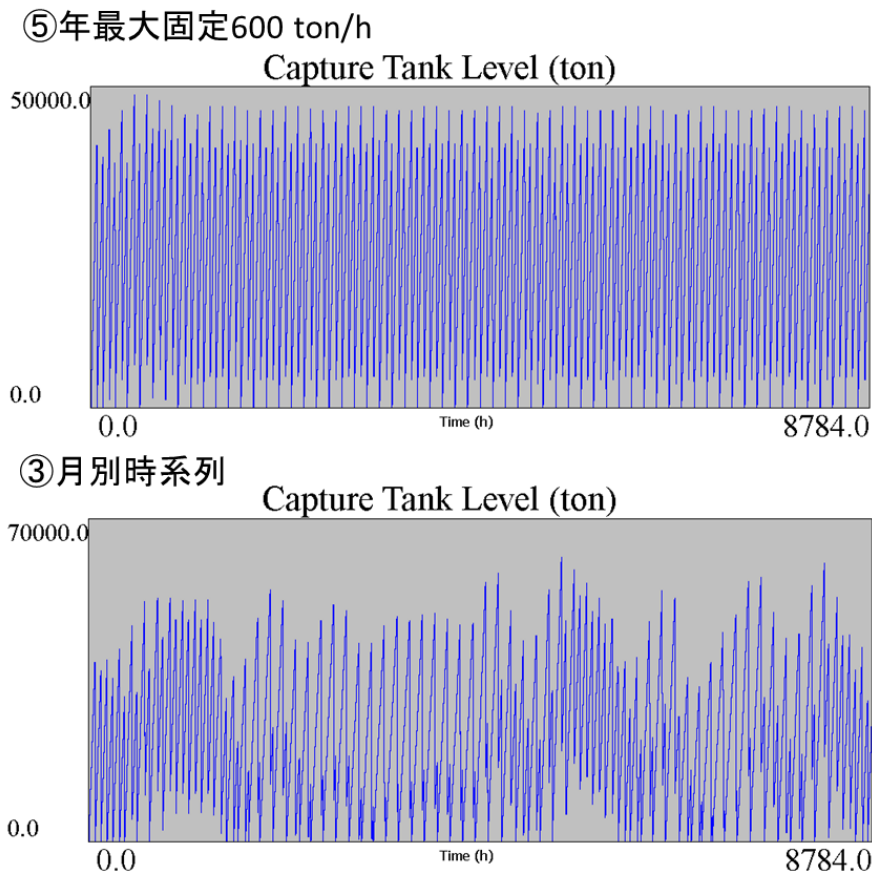 ⑤年最大固定600 ton/h
Capture Tank Level (ton)
50000.0
0.0
0.0 Time (h) 8784.0
③月別時系列
Capture Tank Level (ton)
70000.0
0.0
0.0 Time (h) 8784.0